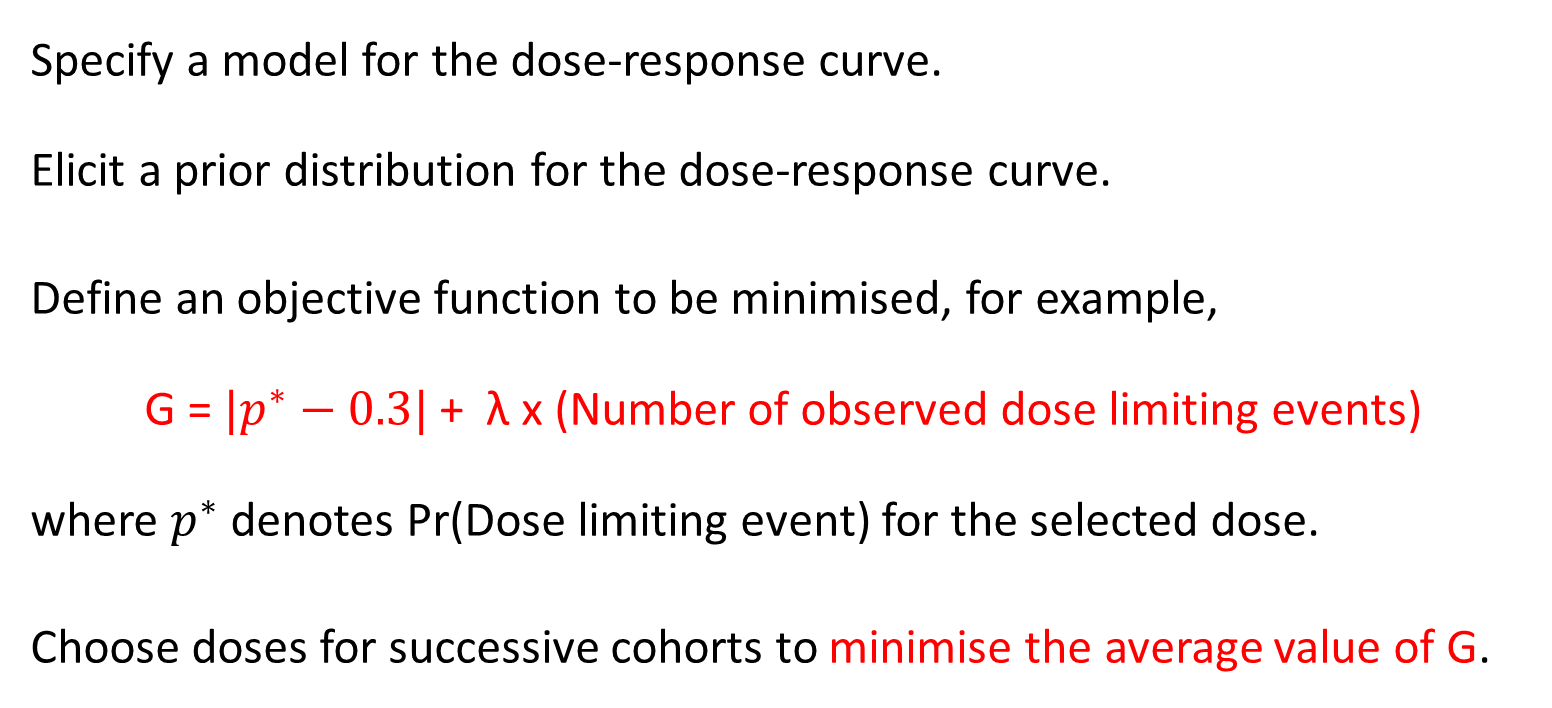 Specify a model for the dose-response curve.
Elicit a prior distribution for the dose-response curve.
Define an objective function to be minimised, for example,
G = |p* − 0.3| + λ x (Number of observed dose limiting events)
where p* denotes Pr(Dose limiting event) for the selected dose.
Choose doses for successive cohorts to minimise the average value of G.